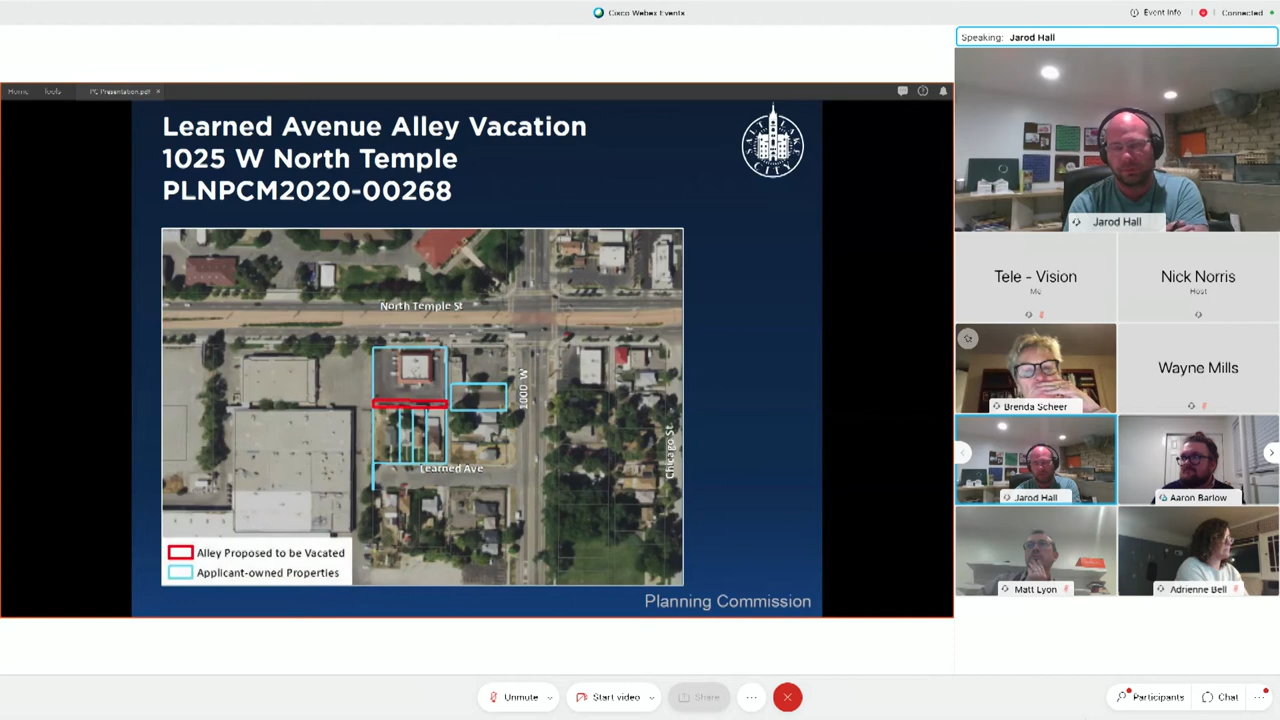 Cisco Webex Events
Event Info
Connected
Speaking: Jarod Hall
Home
Tools
PC Presentation.pdf
Learned Avenue Alley Vacation
1025 W North Temple
PLNPCM2020-00268
SALT LAKE CITY
North Temple St
1000 W
Chicago St
Learned Ave
Alley Proposed to be Vacated
Applicant-owned Properties
Planning Commission
Jarod Hall
Tele - Vision
Me
Nick Norris
Host
Brenda Scheer
Wayne Mills
Jarod Hall
Aaron Barlow
Matt Lyon
Adrienne Bell
Unmute
Start video
Share
Participants
Chat